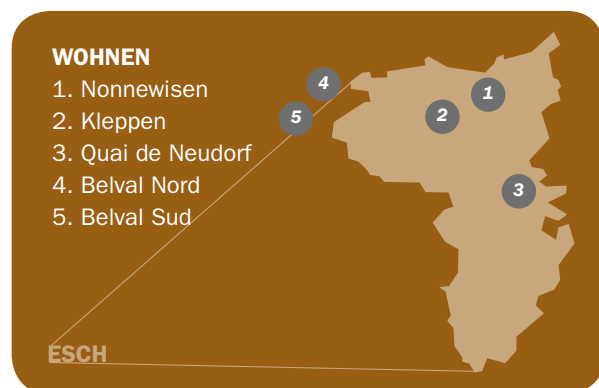 WOHNEN
1. Nonnewisen
2. Kleppen
3. Quai de Neudorf
4. Belval Nord
5. Belval Sud
4
5
1
2
3
ESCH